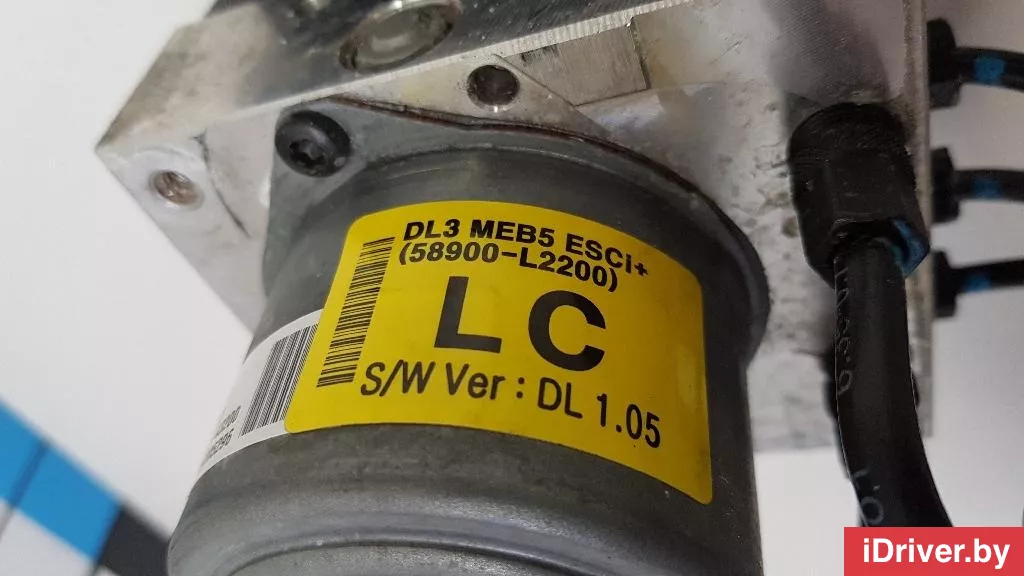 DL3 MEB5 ESCi+
(58900-L2200)
LC
S/W Ver : DL 1.05
iDriver.by